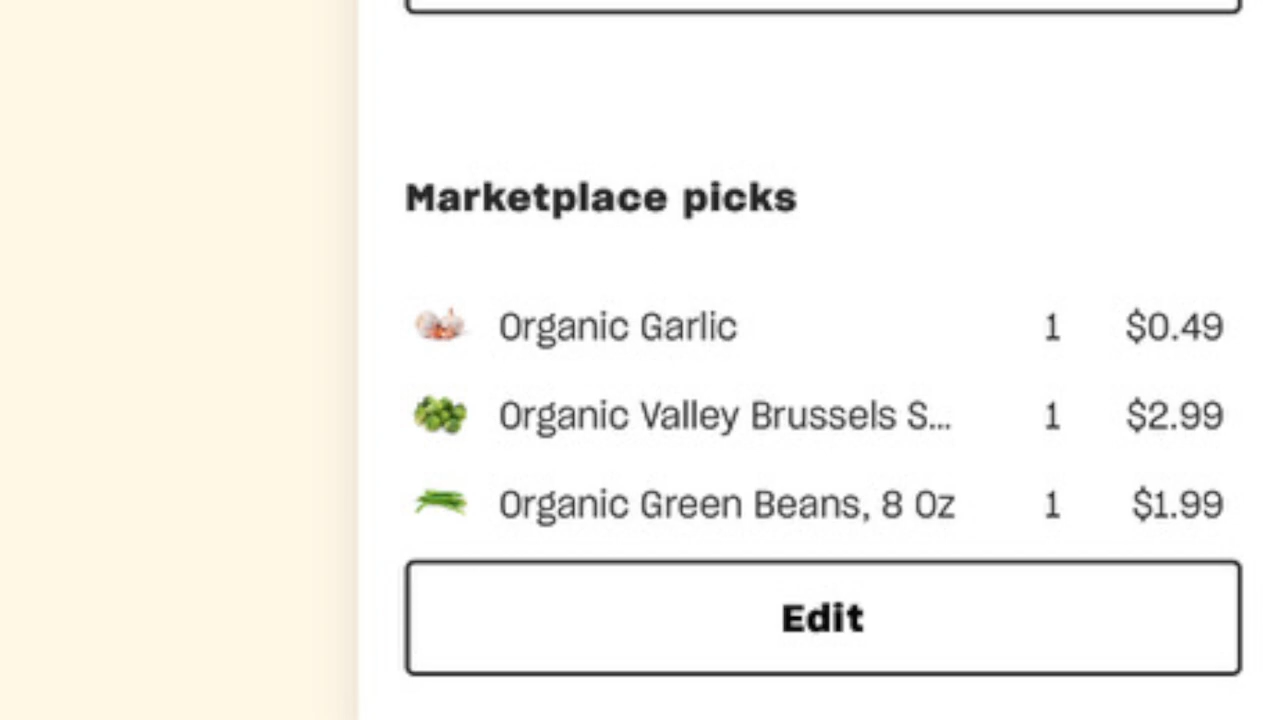 Marketplace picks
Organic Garlic 1 $0.49
Organic Valley Brussels S... 1 $2.99
Organic Green Beans, 8 Oz 1 $1.99
Edit